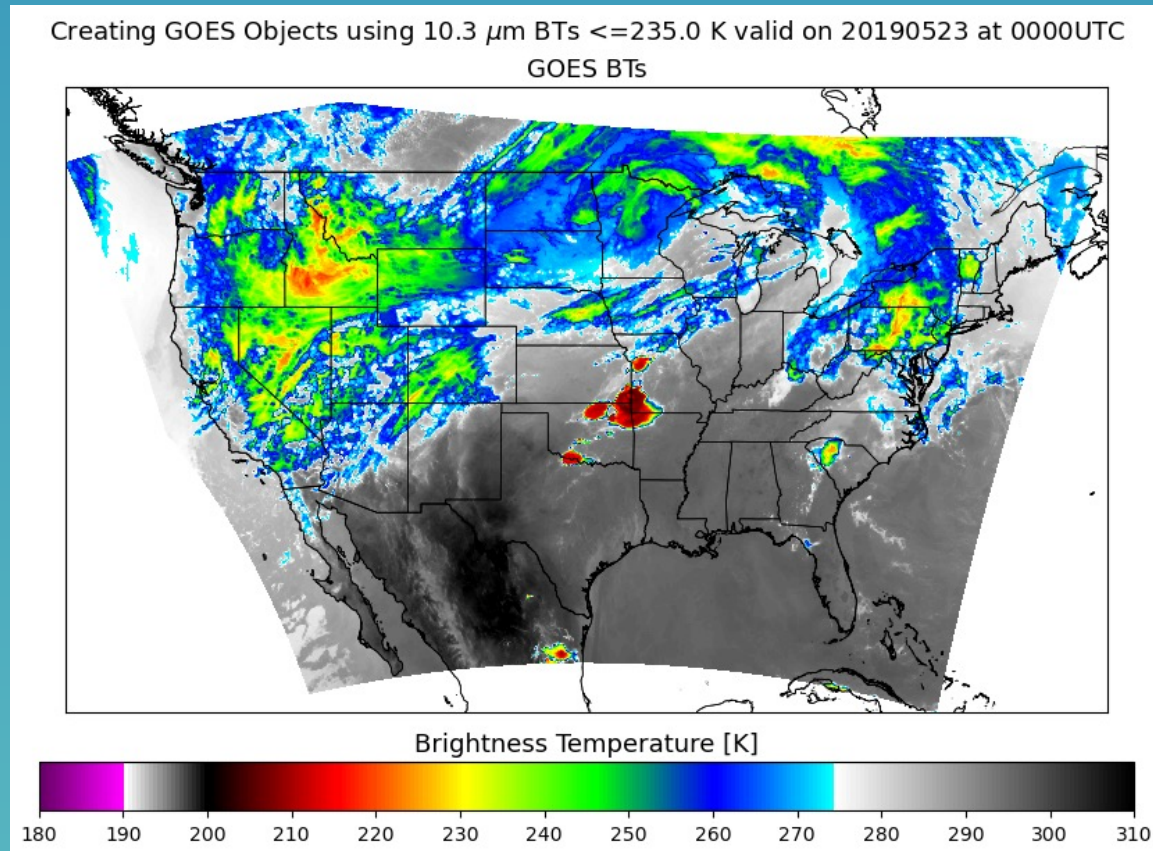 Creating GOES Objects using 10.3 μm BTs <=235.0 K valid on 20190523 at 0000UTC
GOES BTs
Brightness Temperature [K]
180 190 200 210 220 230 240 250 260 270 280 290 300 310